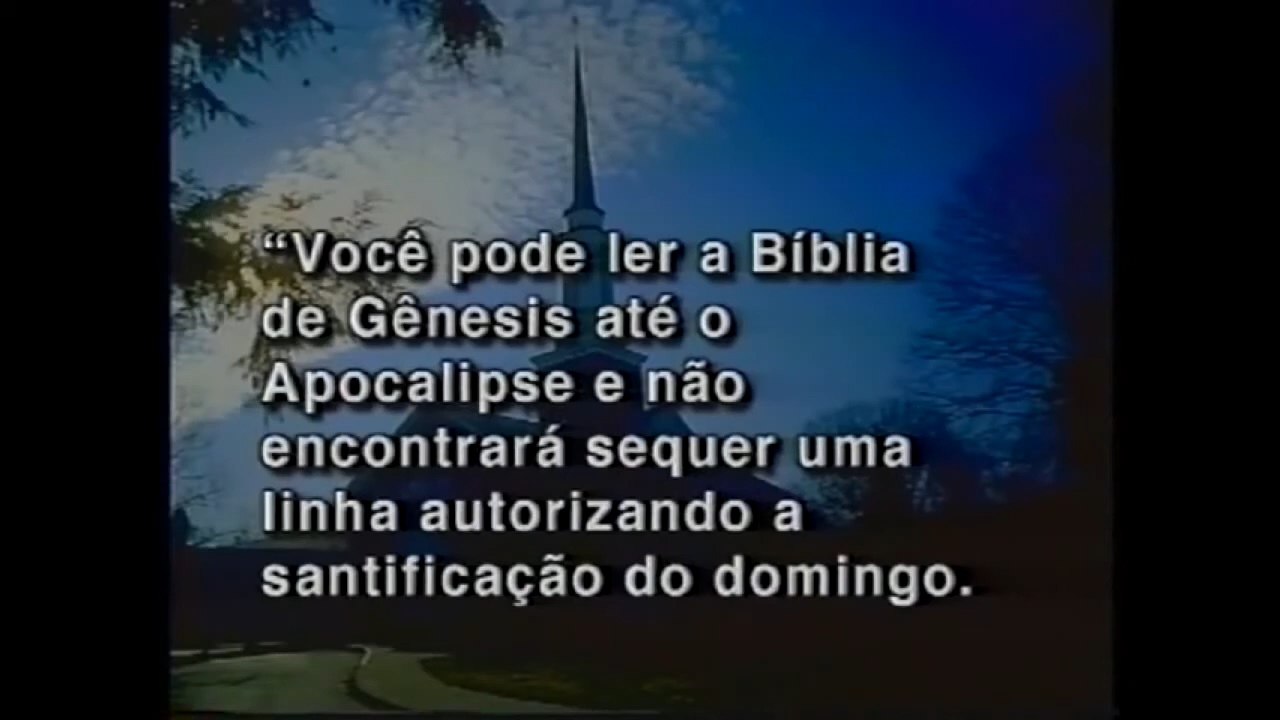 “Você pode ler a Bíblia
de Gênesis até o
Apocalipse e não
encontrará sequer uma
linha autorizando a
santificação do domingo.